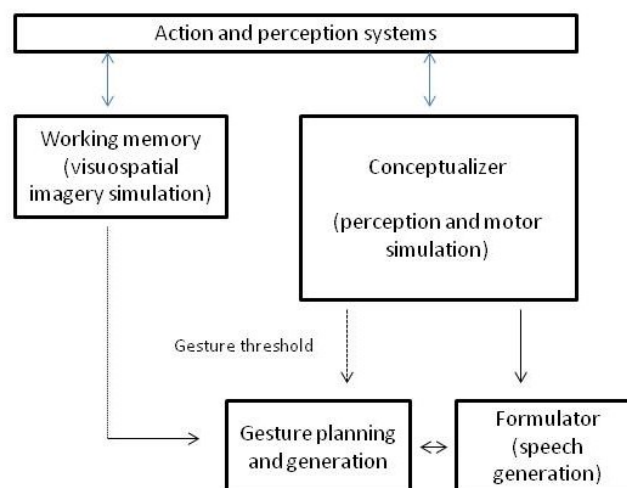 Action and perception systems
Working memory
(visuospatial
imagery simulation)
Conceptualizer
(perception and motor
simulation)
Gesture threshold
Gesture planning
and generation
Formulator
(speech
generation)